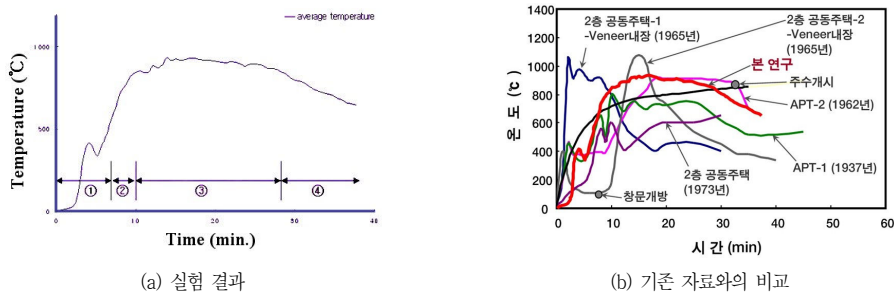 average temperature
1000
500
0
0
10
20
30
40
①
②
③
④
Temperature (℃)
Time (min.)
(a) 실험 결과
1400
1200
1000
800
600
400
200
0
0
10
20
30
40
50
60
온 도 (℃)
시 간 (min)
2층 공동주택-1
-Veneer내장 (1965년)
2층 공동주택-2
-Veneer내장
(1965년)
본 연구
주수개시
APT-2 (1962년)
APT-1 (1937년)
2층 공동주택
(1973년)
창문개방
(b) 기존 자료와의 비교